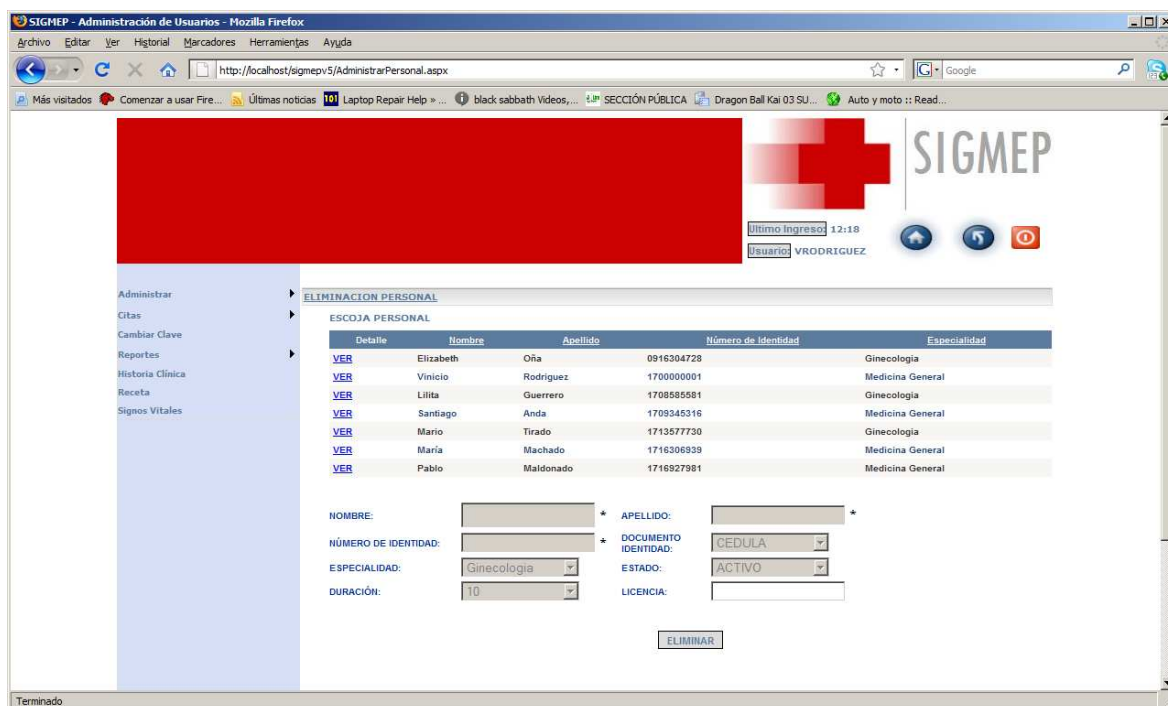 SIGMEP - Administración de Usuarios - Mozilla Firefox
Archivo Editar Ver Historial Marcadores Herramientas Ayuda
http://localhost/sigmepv5/AdministrarPersonal.aspx
G Google
Más visitados Comenzar a usar Fire... Últimas noticias 101 Laptop Repair Help » ... black sabbath Videos,... SECCIÓN PÚBLICA Dragon Ball Kai 03 SU... Auto y moto :: Read...
SIGMEP
Ultimo Ingreso: 12:18
Usuario: VRODRIGUEZ
Administrar
Citas
Cambiar Clave
Reportes
Historia Clínica
Receta
Signos Vitales
ELIMINACION PERSONAL
ESCOJA PERSONAL
Detalle Nombre Apellido Número de Identidad Especialidad
VER Elizabeth Oña 0916304728 Ginecologia
VER Vinicio Rodriguez 1700000001 Medicina General
VER Lilita Guerrero 1708585581 Ginecologia
VER Santiago Anda 1709345316 Medicina General
VER Mario Tirado 1713577730 Ginecologia
VER María Machado 1716306939 Medicina General
VER Pablo Maldonado 1716927981 Medicina General
NOMBRE: * APELLIDO: *
NÚMERO DE IDENTIDAD: * DOCUMENTO IDENTIDAD: CEDULA
ESPECIALIDAD: Ginecologia ESTADO: ACTIVO
DURACIÓN: 10 LICENCIA:
ELIMINAR
Terminado